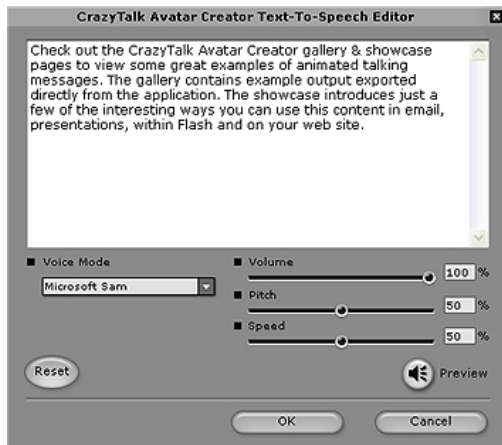 CrazyTalk Avatar Creator Text-To-Speech Editor
Check out the CrazyTalk Avatar Creator gallery & showcase
pages to view some great examples of animated talking
messages. The gallery contains example output exported
directly from the application. The showcase introduces just a
few of the interesting ways you can use this content in email,
presentations, within Flash and on your web site.
Voice Mode
Microsoft Sam
Volume
100 %
Pitch
50 %
Speed
50 %
Reset
Preview
OK
Cancel